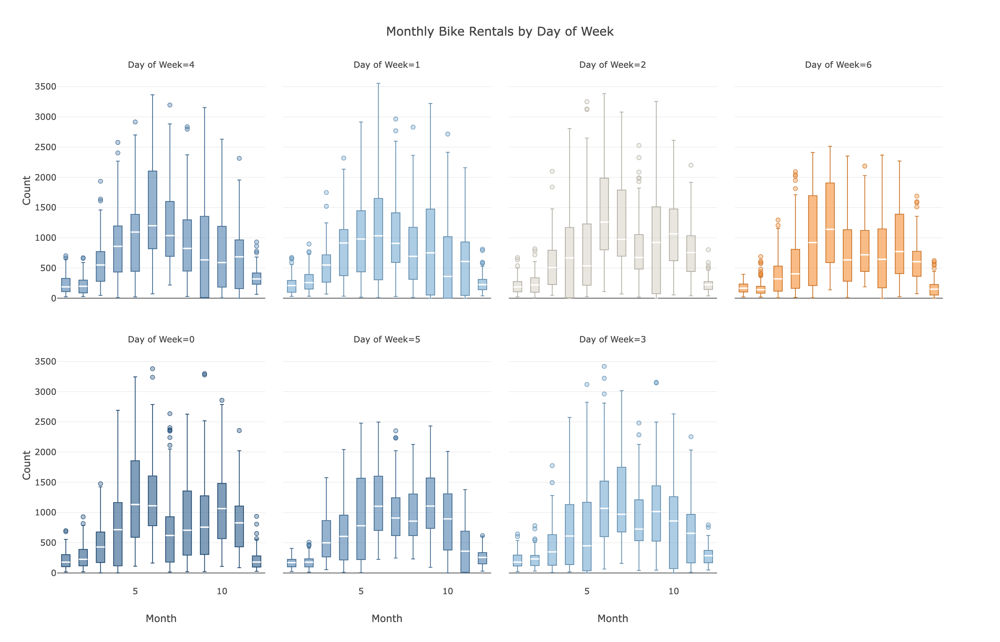 Monthly Bike Rentals by Day of Week
Day of Week=4
Day of Week=1
Day of Week=2
Day of Week=6
3500
3000
2500
2000
1500
1000
500
0
Count
Day of Week=0
Day of Week=5
Day of Week=3
3500
3000
2500
2000
1500
1000
500
0
Count
5
10
5
10
5
10
Month
Month
Month